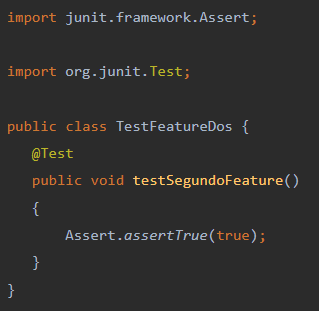 import junit.framework.Assert;
import org.junit.Test;
public class TestFeatureDos {
@Test
public void testSegundoFeature()
{
Assert.assertTrue(true);
}
}